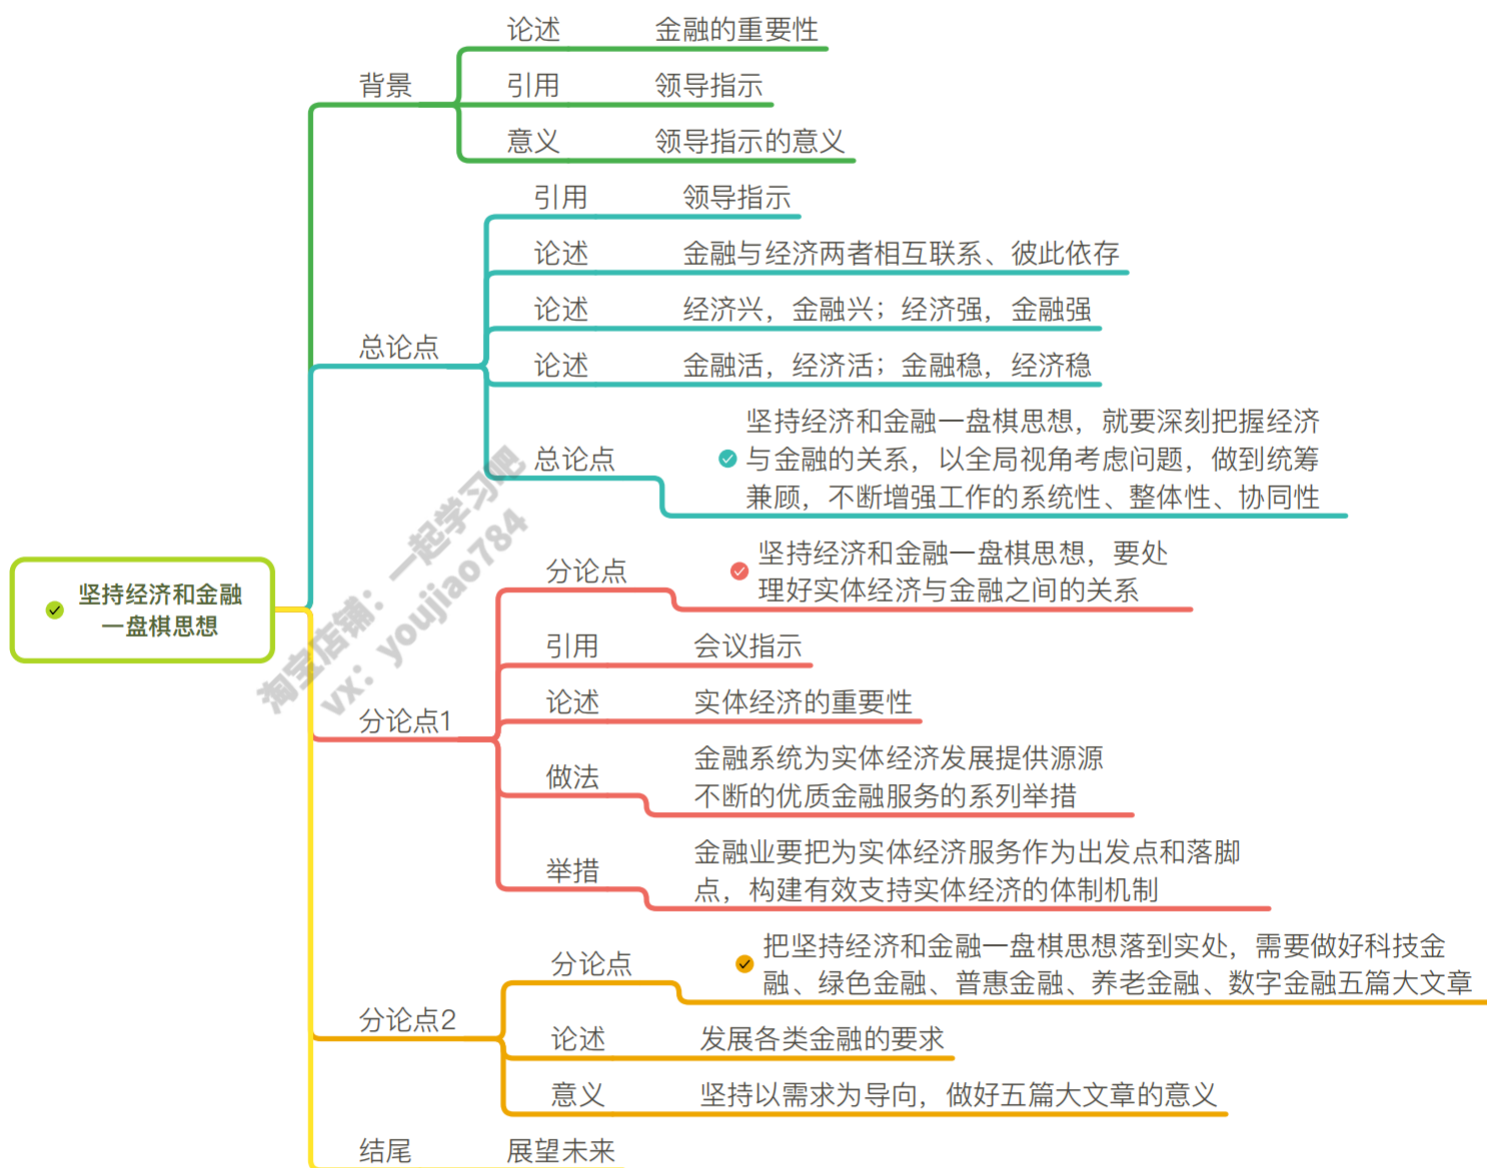 论述 金融的重要性
背景 引用 领导指示
意义 领导指示的意义
引用 领导指示
论述 金融与经济两者相互联系、彼此依存
论述 经济兴，金融兴；经济强，金融强
总论点
论述 金融活，经济活；金融稳，经济稳
总论点
坚持经济和金融一盘棋思想，就要深刻把握经济
与金融的关系，以全局视角考虑问题，做到统筹
兼顾，不断增强工作的系统性、整体性、协同性
坚持经济和金融
一盘棋思想
分论点
坚持经济和金融一盘棋思想，要处
理好实体经济与金融之间的关系
引用 会议指示
论述 实体经济的重要性
分论点1
做法
金融系统为实体经济发展提供源源
不断的优质金融服务的系列举措
举措
金融业要把为实体经济服务作为出发点和落脚
点，构建有效支持实体经济的体制机制
分论点
把坚持经济和金融一盘棋思想落到实处，需要做好科技金
融、绿色金融、普惠金融、养老金融、数字金融五篇大文章
分论点2
论述 发展各类金融的要求
意义 坚持以需求为导向，做好五篇大文章的意义
结尾 展望未来
淘宝店铺：一起学习吧
vx：youjiao784